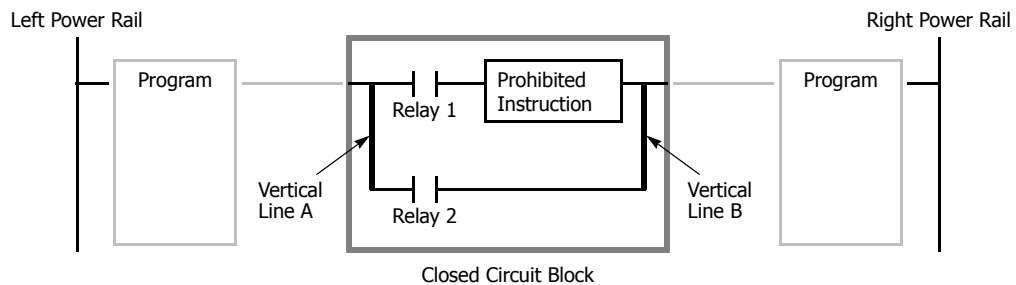 Left Power Rail
Right Power Rail
Program
Prohibited
Instruction
Program
Relay 1
Vertical
Line A
Vertical
Line B
Relay 2
Closed Circuit Block